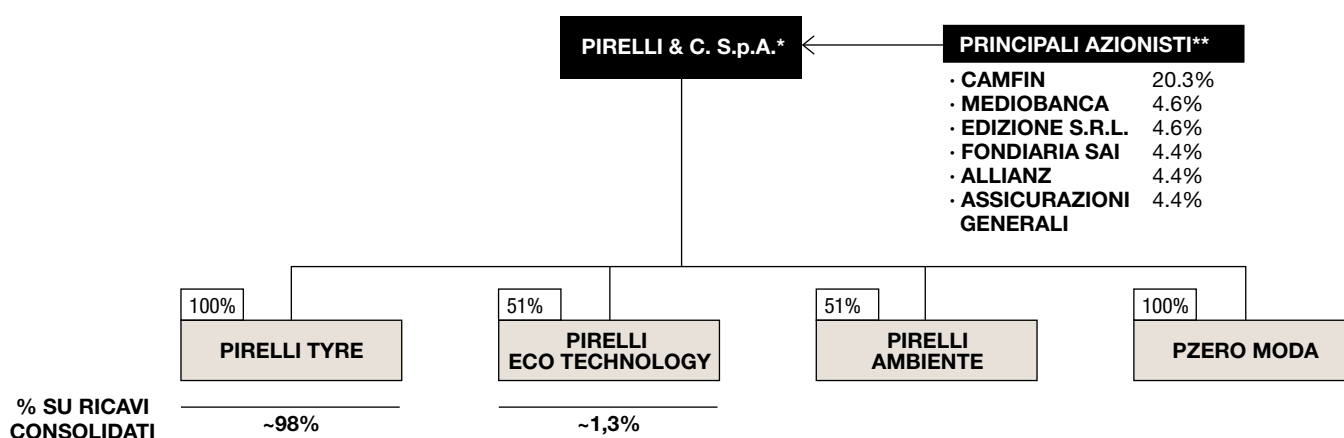 PIRELLI & C. S.p.A.*
PRINCIPALI AZIONISTI**
· CAMFIN 20.3%
· MEDIOBANCA 4.6%
· EDIZIONE S.R.L. 4.6%
· FONDIARIA SAI 4.4%
· ALLIANZ 4.4%
· ASSICURAZIONI 4.4%
GENERALI
100%
PIRELLI TYRE
51%
PIRELLI
ECO TECHNOLOGY
51%
PIRELLI
AMBIENTE
100%
PZERO MODA
% SU RICAVI
CONSOLIDATI
~98%
~1,3%